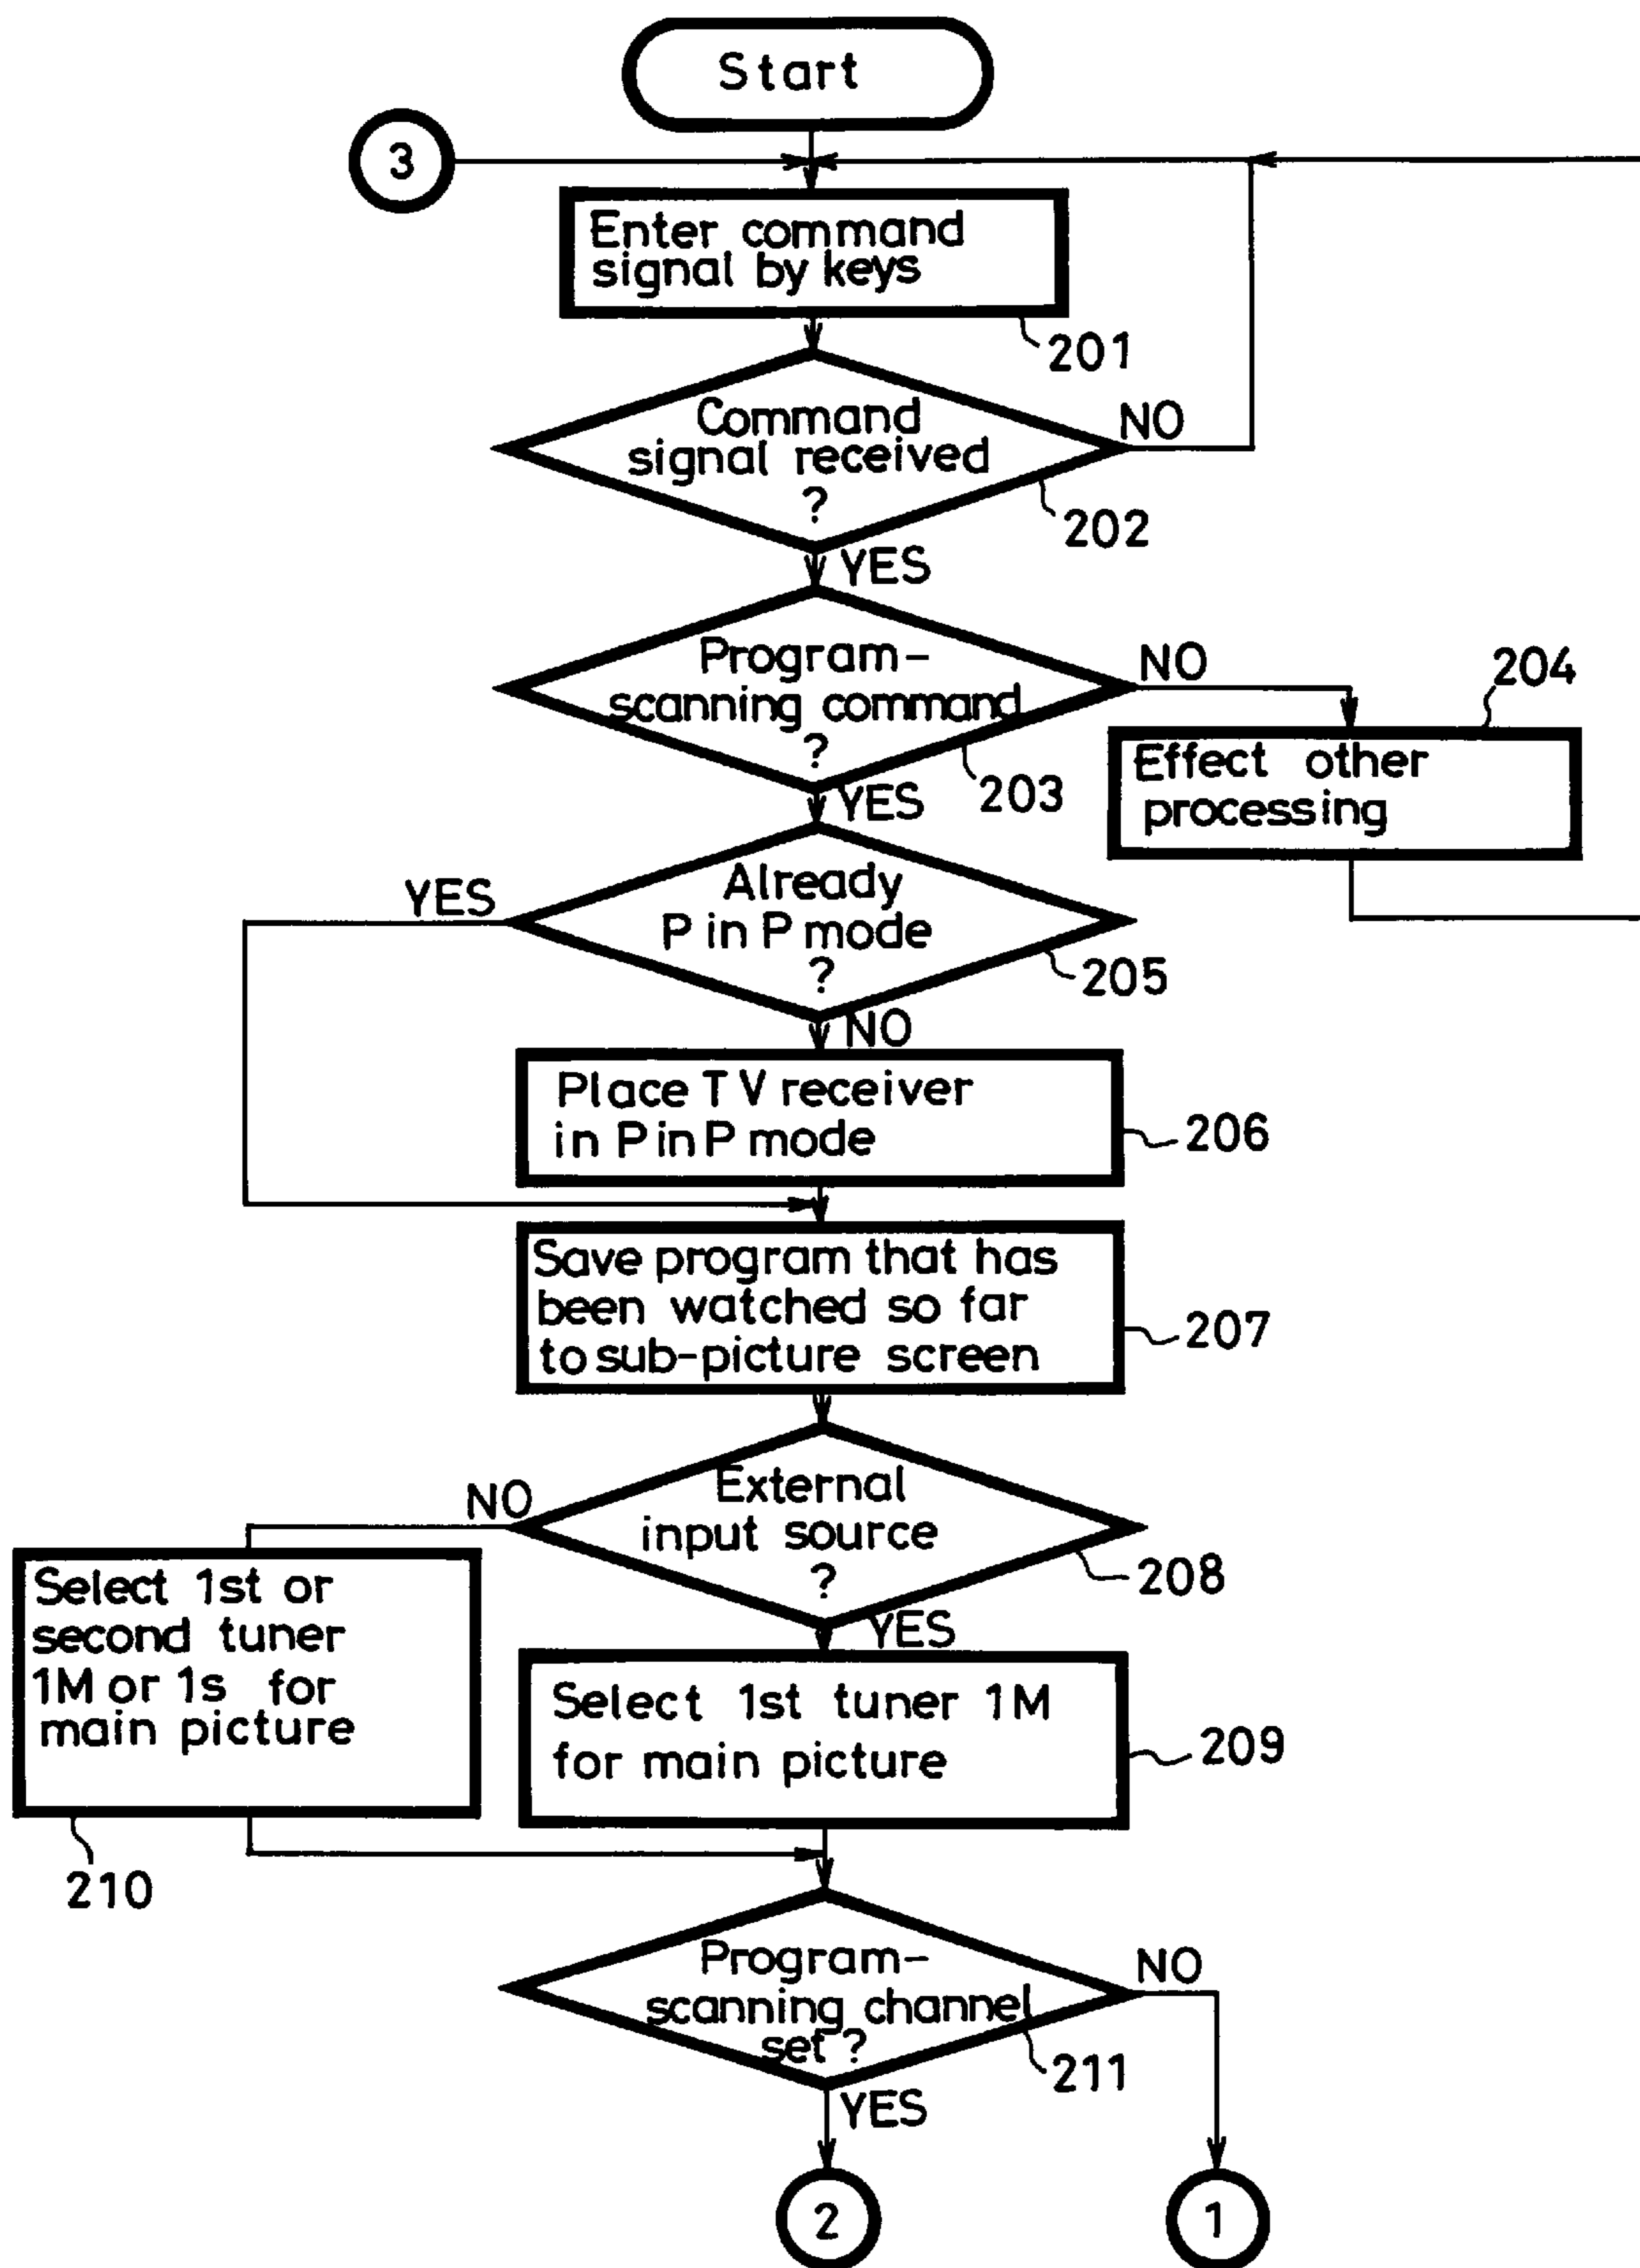 Start
3
Enter command
signal by keys
201
Command
signal received
?
NO
202
YES
Program-
scanning command
?
NO
204
203
Effect other
processing
YES
Already
P in P mode
?
YES
205
NO
Place TV receiver
in P in P mode
206
Save program that has
been watched so far
to sub-picture screen
207
External
input source
?
NO
208
YES
Select 1st or
second tuner
1M or 1s for
main picture
Select 1st tuner 1M
for main picture
209
210
Program-
scanning channel
set ?
NO
211
YES
2
1